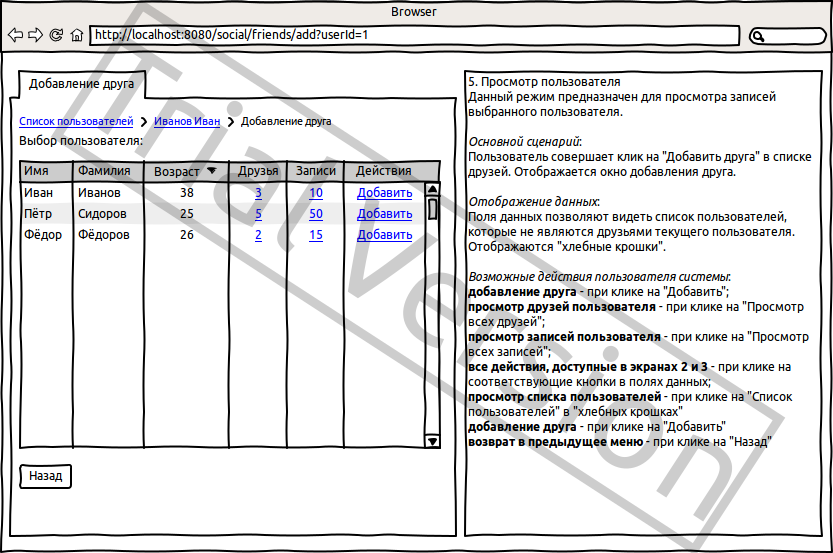 Browser
http://localhost:8080/social/friends/add?userId=1
Добавление друга
Список пользователей > Иванов Иван > Добавление друга
Выбор пользователя:
Имя Фамилия Возраст Друзья Записи Действия
Иван Иванов 38 3 10 Добавить
Пётр Сидоров 25 5 50 Добавить
Фёдор Фёдоров 26 2 15 Добавить
Назад
5. Просмотр пользователя
Данный режим предназначен для просмотра записей
выбранного пользователя.
Основной сценарий:
Пользователь совершает клик на "Добавить друга" в списке
друзей. Отображается окно добавления друга.
Отображение данных:
Поля данных позволяют видеть список пользователей,
которые не являются друзьями текущего пользователя.
Отображаются "хлебные крошки".
Возможные действия пользователя системы:
добавление друга - при клике на "Добавить";
просмотр друзей пользователя - при клике на "Просмотр
всех друзей";
просмотр записей пользователя - при клике на "Просмотр
всех записей";
все действия, доступные в экранах 2 и 3 - при клике на
соответствующие кнопки в полях данных;
просмотр списка пользователей - при клике на "Список
пользователей" в "хлебных крошках"
добавление друга - при клике на "Добавить"
возврат в предыдущее меню - при клике на "Назад"
Trial Version